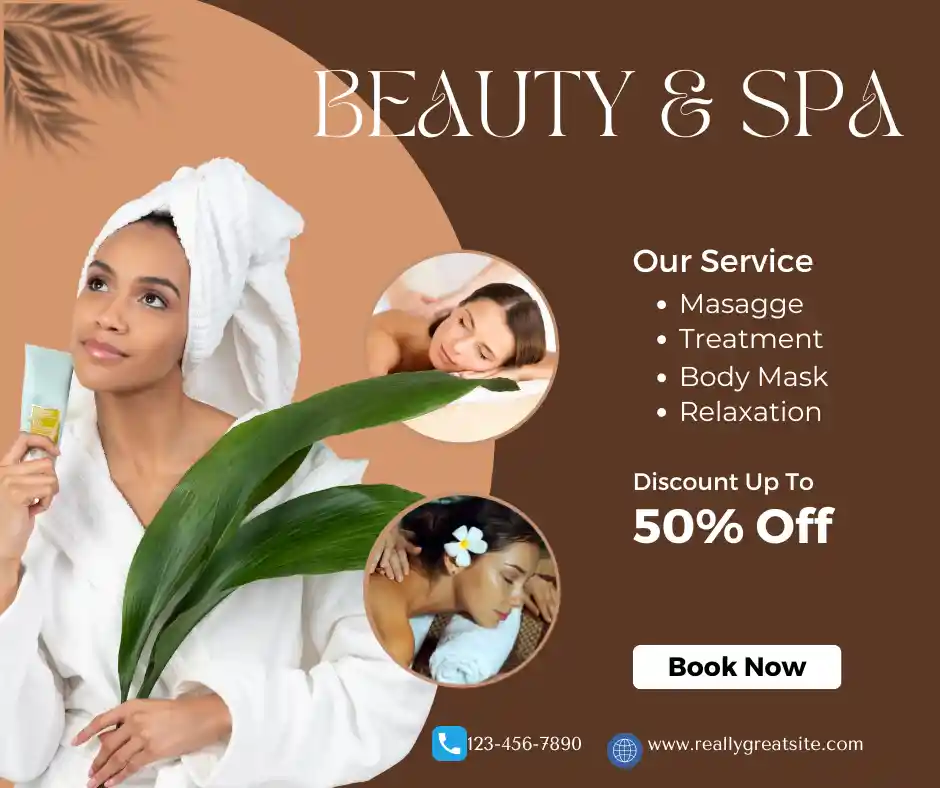 BEAUTY & SPA
Our Service
• Masagge
• Treatment
• Body Mask
• Relaxation
Discount Up To
50% Off
Book Now
123-456-7890
www.reallygreatsite.com